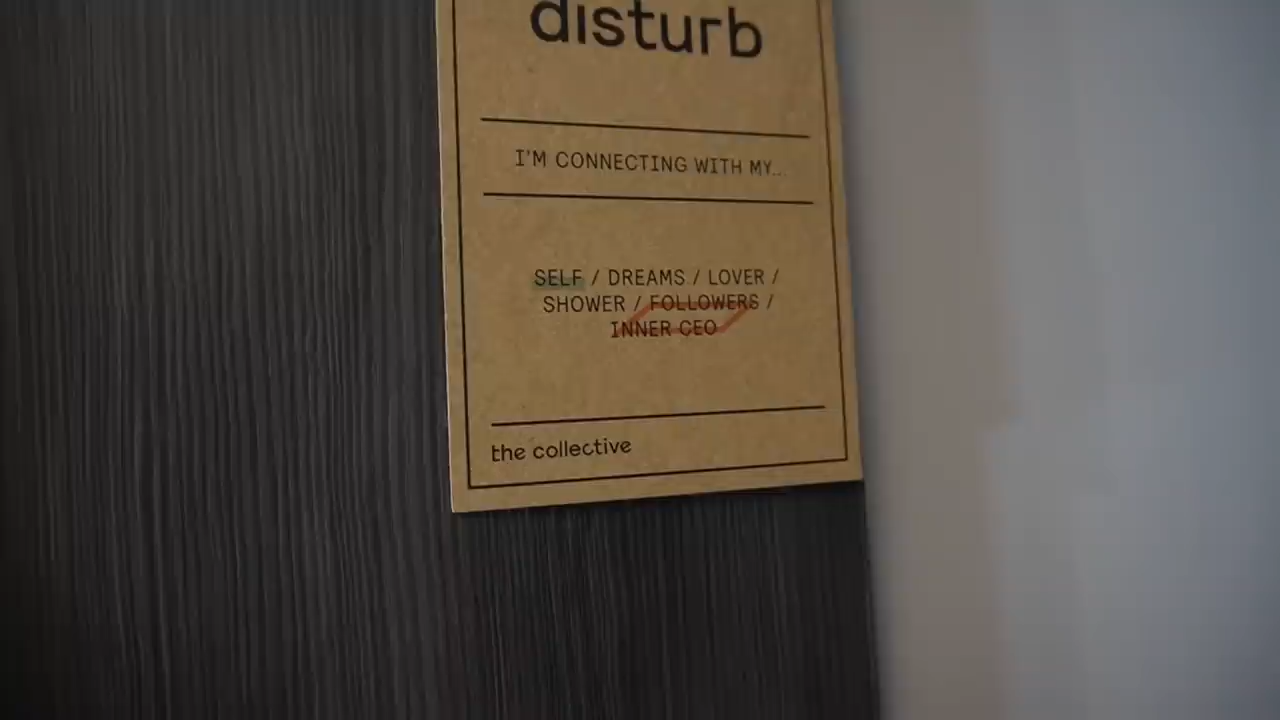 disturb
I'M CONNECTING WITH MY...
SELF / DREAMS / LOVER /
SHOWER / FOLLOWERS /
INNER CEO
the collective